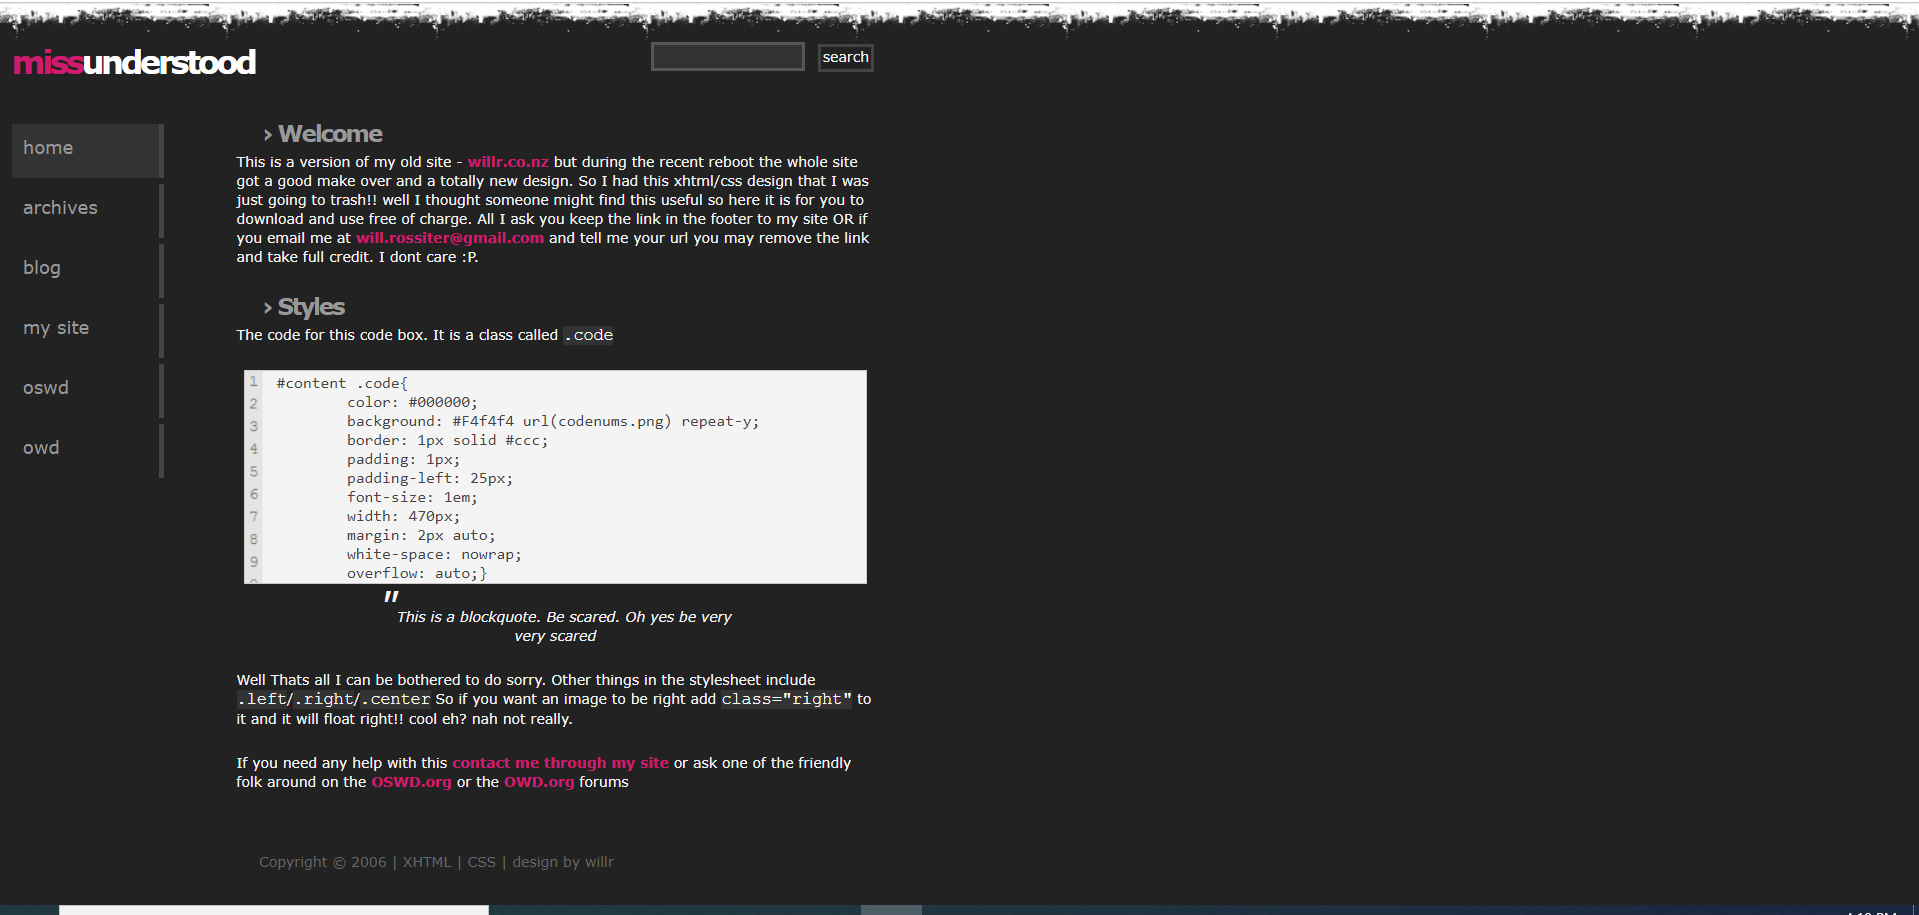 missunderstood
search
home
archives
blog
my site
oswd
owd
› Welcome
This is a version of my old site - willr.co.nz but during the recent reboot the whole site
got a good make over and a totally new design. So I had this xhtml/css design that I was
just going to trash!! well I thought someone might find this useful so here it is for you to
download and use free of charge. All I ask you keep the link in the footer to my site OR if
you email me at will.rossiter@gmail.com and tell me your url you may remove the link
and take full credit. I dont care :P.
› Styles
The code for this code box. It is a class called .code
1 #content .code{
2 color: #000000;
3 background: #F4f4f4 url(codenums.png) repeat-y;
4 border: 1px solid #ccc;
padding: 1px;
5 padding-left: 25px;
6 font-size: 1em;
7 width: 470px;
8 margin: 2px auto;
9 white-space: nowrap;
overflow: auto;}
"
This is a blockquote. Be scared. Oh yes be very
very scared
Well Thats all I can be bothered to do sorry. Other things in the stylesheet include
.left/.right/.center So if you want an image to be right add class="right" to
it and it will float right!! cool eh? nah not really.
If you need any help with this contact me through my site or ask one of the friendly
folk around on the OSWD.org or the OWD.org forums
Copyright © 2006 | XHTML | CSS | design by willr